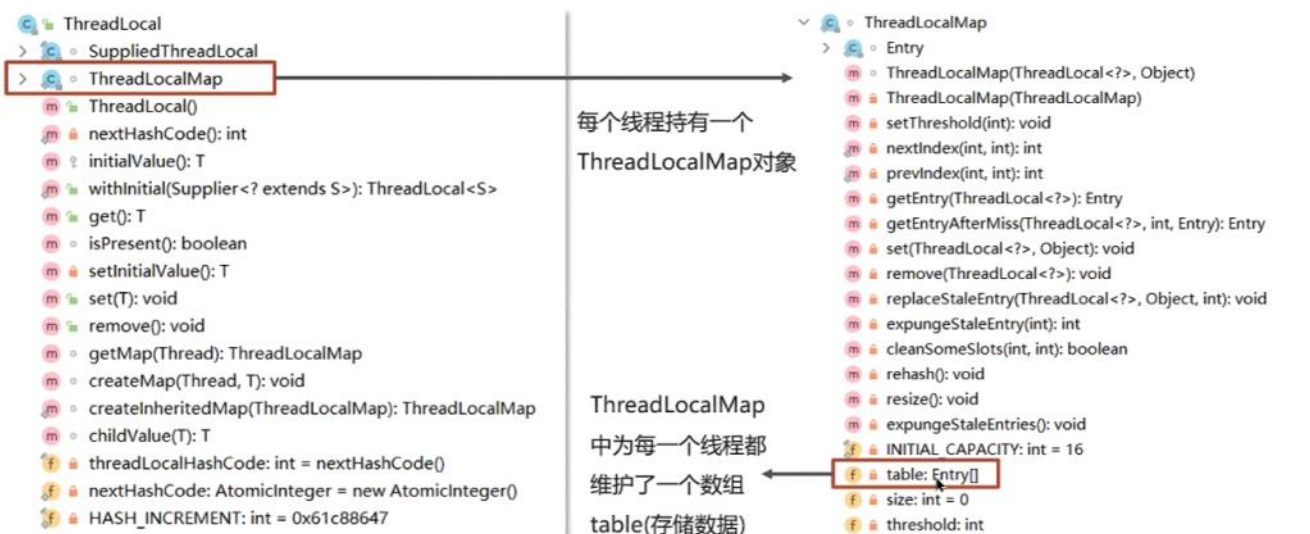 ThreadLocal
SuppliedThreadLocal
ThreadLocalMap
ThreadLocal()
nextHashCode(): int
initialValue(): T
withInitial(Supplier<? extends S>): ThreadLocal<S>
get(): T
isPresent(): boolean
setInitialValue(): T
set(T): void
remove(): void
getMap(Thread): ThreadLocalMap
createMap(Thread, T): void
createInheritedMap(ThreadLocalMap): ThreadLocalMap
childValue(T): T
threadLocalHashCode: int = nextHashCode()
nextHashCode: AtomicInteger = new AtomicInteger()
HASH_INCREMENT: int = 0x61c88647
每个线程持有一个
ThreadLocalMap对象
ThreadLocalMap
中为每一个线程都
维护了一个数组
table(存储数据)
ThreadLocalMap
Entry
ThreadLocalMap(ThreadLocal<?>, Object)
ThreadLocalMap(ThreadLocalMap)
setThreshold(int): void
nextIndex(int, int): int
prevIndex(int, int): int
getEntry(ThreadLocal<?>): Entry
getEntryAfterMiss(ThreadLocal<?>, int, Entry): Entry
set(ThreadLocal<?>, Object): void
remove(ThreadLocal<?>): void
replaceStaleEntry(ThreadLocal<?>, Object, int): void
expungeStaleEntry(int): int
cleanSomeSlots(int, int): boolean
rehash(): void
resize(): void
expungeStaleEntries(): void
INITIAL_CAPACITY: int = 16
table: Entry[]
size: int = 0
threshold: int